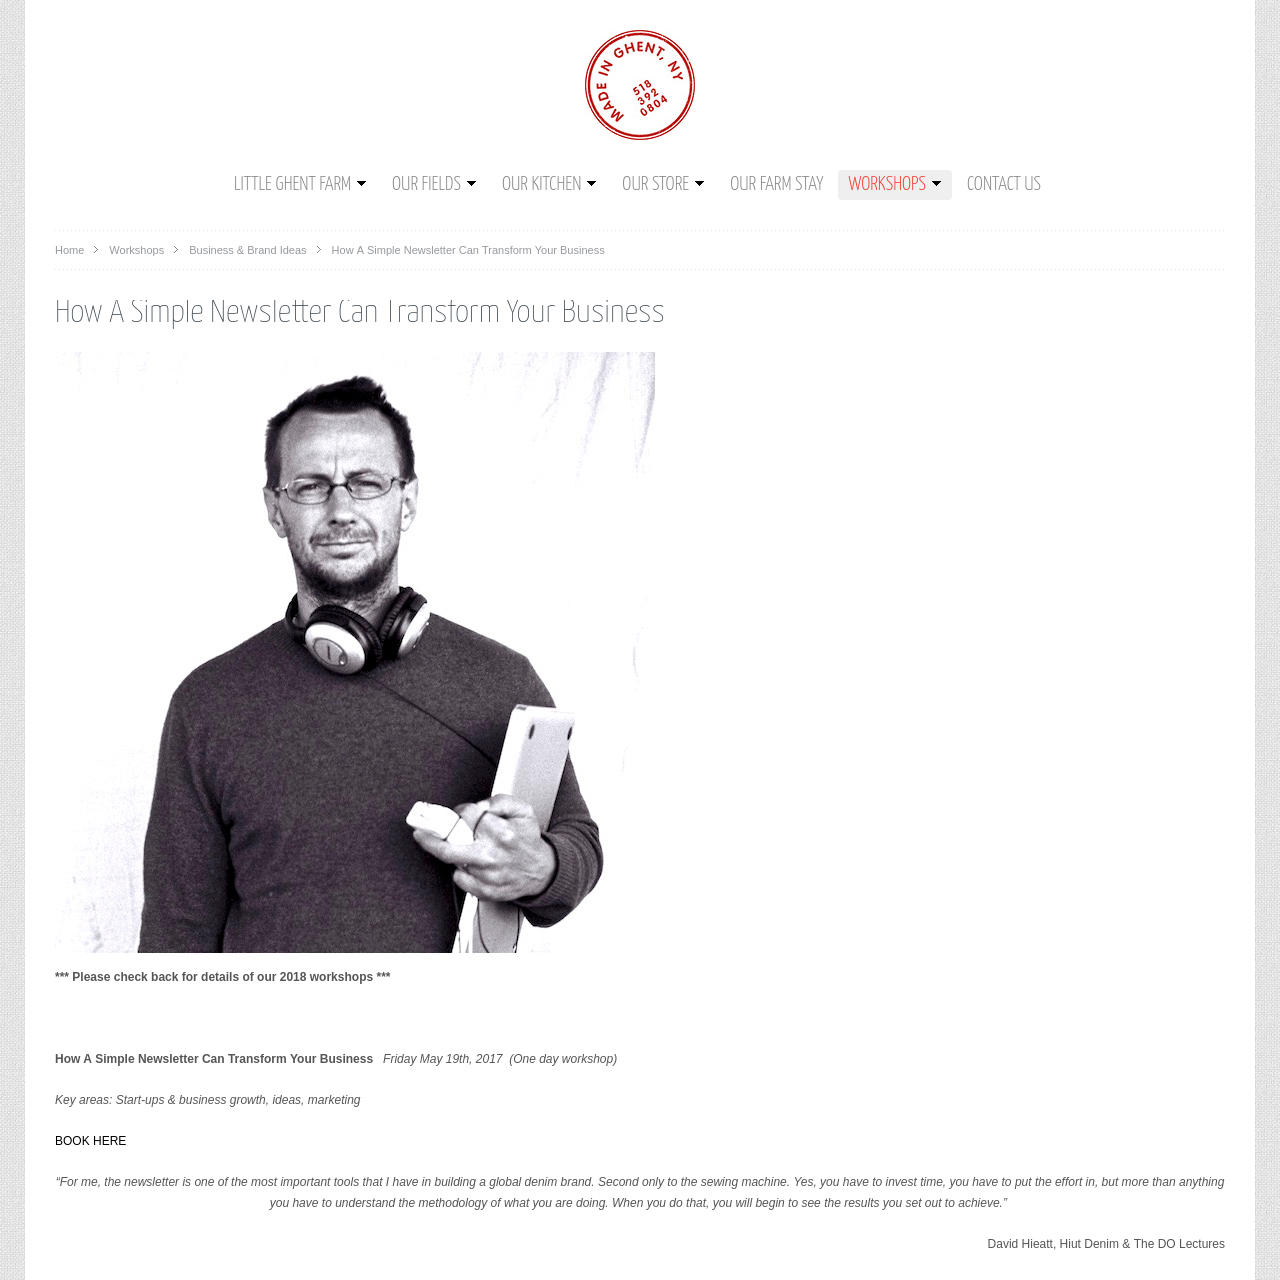 MADE IN GHENT, NY
518
392
0804
LITTLE GHENT FARM OUR FIELDS OUR KITCHEN OUR STORE OUR FARM STAY WORKSHOPS CONTACT US
Home Workshops Business & Brand Ideas How A Simple Newsletter Can Transform Your Business
How A Simple Newsletter Can Transform Your Business
*** Please check back for details of our 2018 workshops ***
How A Simple Newsletter Can Transform Your Business Friday May 19th, 2017 (One day workshop)
Key areas: Start-ups & business growth, ideas, marketing
BOOK HERE
“For me, the newsletter is one of the most important tools that I have in building a global denim brand. Second only to the sewing machine. Yes, you have to invest time, you have to put the effort in, but more than anything
you have to understand the methodology of what you are doing. When you do that, you will begin to see the results you set out to achieve.”
David Hieatt, Hiut Denim & The DO Lectures